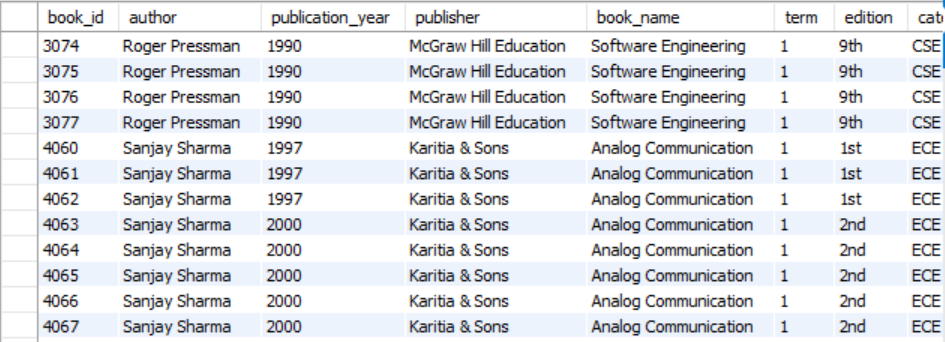 book_id author publication_year publisher book_name term edition cat
3074 Roger Pressman 1990 McGraw Hill Education Software Engineering 1 9th CSE
3075 Roger Pressman 1990 McGraw Hill Education Software Engineering 1 9th CSE
3076 Roger Pressman 1990 McGraw Hill Education Software Engineering 1 9th CSE
3077 Roger Pressman 1990 McGraw Hill Education Software Engineering 1 9th CSE
4060 Sanjay Sharma 1997 Karitia & Sons Analog Communication 1 1st ECE
4061 Sanjay Sharma 1997 Karitia & Sons Analog Communication 1 1st ECE
4062 Sanjay Sharma 1997 Karitia & Sons Analog Communication 1 1st ECE
4063 Sanjay Sharma 2000 Karitia & Sons Analog Communication 1 2nd ECE
4064 Sanjay Sharma 2000 Karitia & Sons Analog Communication 1 2nd ECE
4065 Sanjay Sharma 2000 Karitia & Sons Analog Communication 1 2nd ECE
4066 Sanjay Sharma 2000 Karitia & Sons Analog Communication 1 2nd ECE
4067 Sanjay Sharma 2000 Karitia & Sons Analog Communication 1 2nd ECE